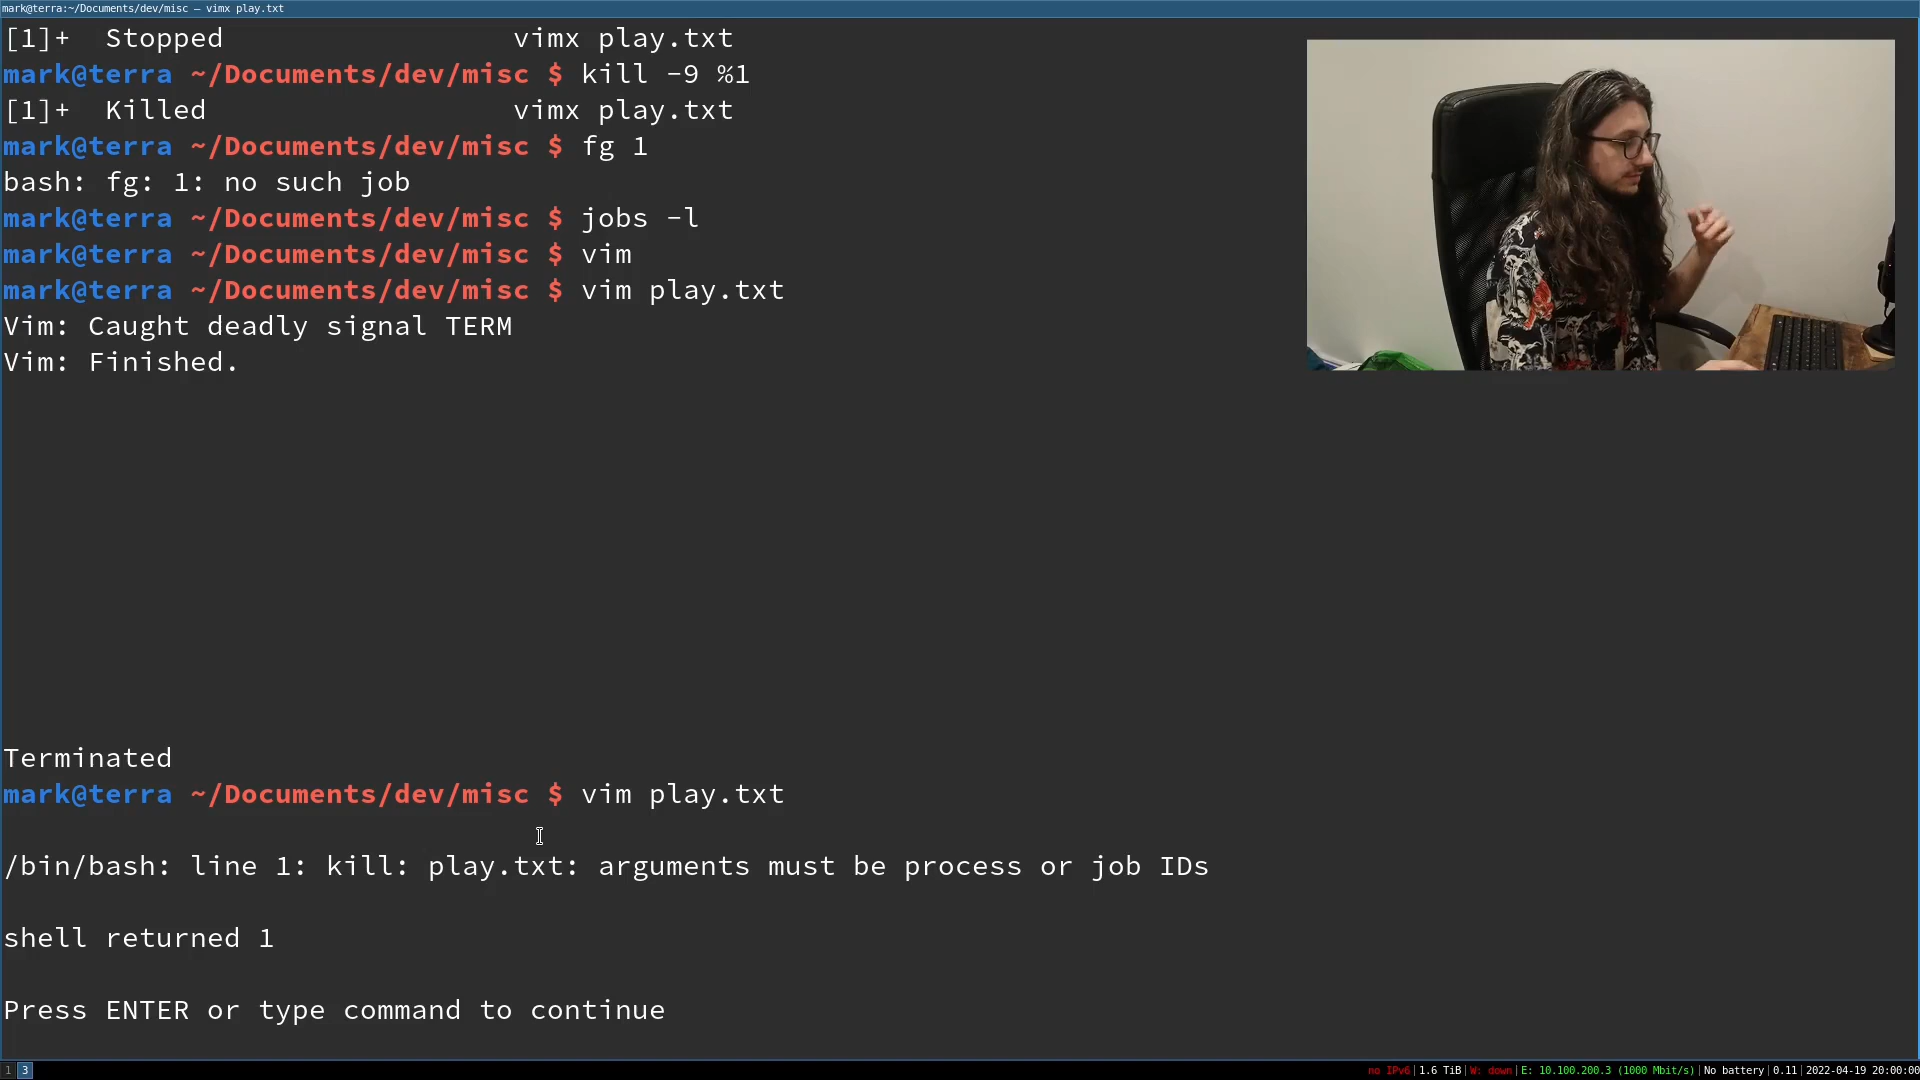 mark@terra:~/Documents/dev/misc — vimx play.txt
[1]+  Stopped                 vimx play.txt
mark@terra ~/Documents/dev/misc $ kill -9 %1
[1]+  Killed                  vimx play.txt
mark@terra ~/Documents/dev/misc $ fg 1
bash: fg: 1: no such job
mark@terra ~/Documents/dev/misc $ jobs -l
mark@terra ~/Documents/dev/misc $ vim
mark@terra ~/Documents/dev/misc $ vim play.txt
Vim: Caught deadly signal TERM
Vim: Finished.
Terminated
mark@terra ~/Documents/dev/misc $ vim play.txt
/bin/bash: line 1: kill: play.txt: arguments must be process or job IDs
shell returned 1
Press ENTER or type command to continue
1 3 no IPv6|1.6 TiB|W: down|E: 10.100.200.3 (1000 Mbit/s)|No battery|0.11|2022-04-19 20:00:00